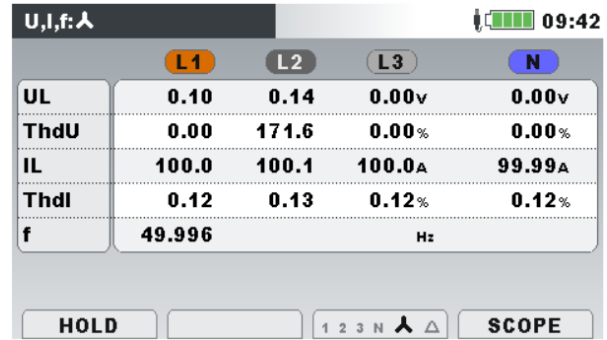 U,I,f: 09:42
L1 L2 L3 N
UL 0.10 0.14 0.00V 0.00V
ThdU 0.00 171.6 0.00% 0.00%
IL 100.0 100.1 100.0A 99.99A
ThdI 0.12 0.13 0.12% 0.12%
f 49.996 Hz
HOLD 1 2 3 N △ SCOPE